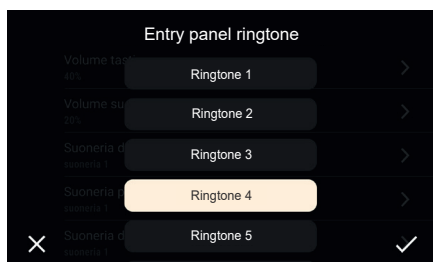 Entry panel ringtone
Volume tas
40%
Ringtone 1
Volume su
20%
Ringtone 2
Suoneria d
suoneria 1
Ringtone 3
Suoneria p
suoneria 1
Ringtone 4
Suoneria d
suoneria 1
Ringtone 5